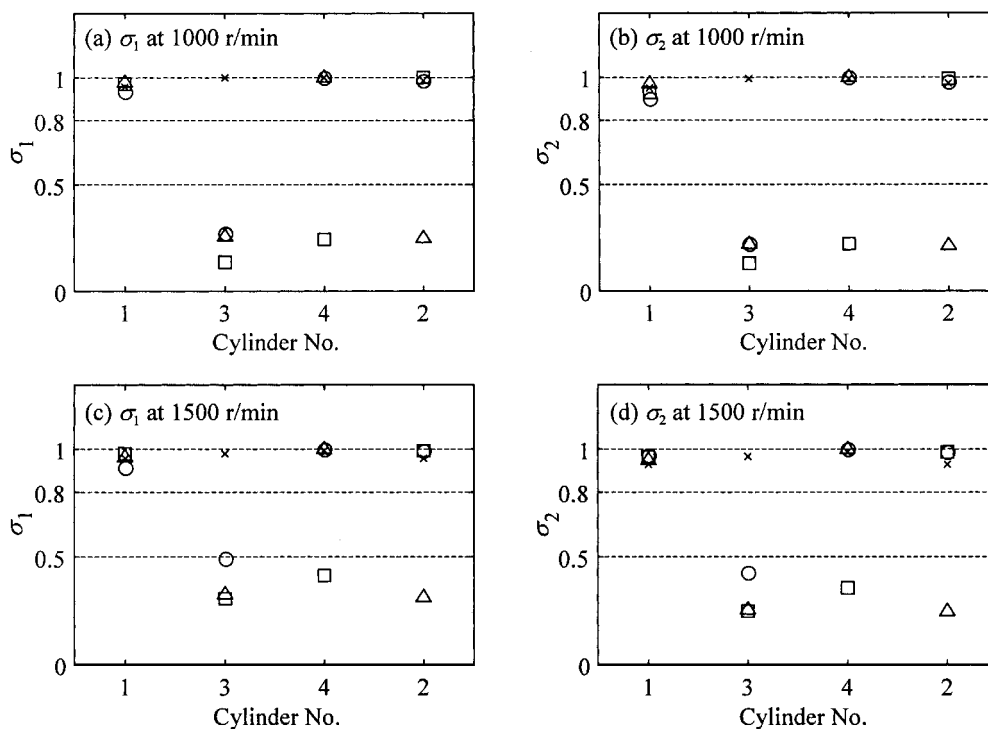 (a) σ₁ at 1000 r/min
1
0.8
0.5
0
σ₁
1 3 4 2
Cylinder No.
(b) σ₂ at 1000 r/min
1
0.8
0.5
0
σ₂
1 3 4 2
Cylinder No.
(c) σ₁ at 1500 r/min
1
0.8
0.5
0
σ₁
1 3 4 2
Cylinder No.
(d) σ₂ at 1500 r/min
1
0.8
0.5
0
σ₂
1 3 4 2
Cylinder No.